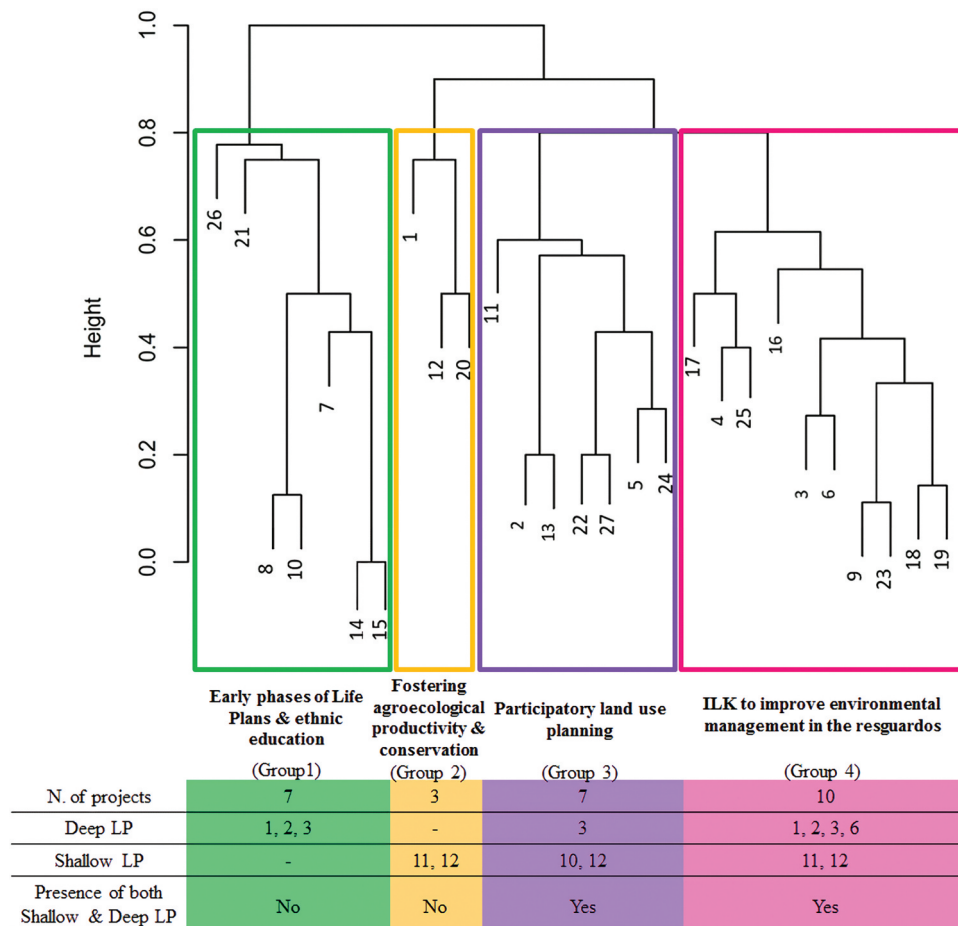 Height
1.0
0.8
0.6
0.4
0.2
0.0
26
21
8
10
7
14
15
1
12
20
11
2
13
22
27
5
24
17
4
25
16
3
6
9
23
18
19
Early phases of Life
Plans & ethnic
education
(Group1)
Fostering
agroecological
productivity &
conservation
(Group 2)
Participatory land use
planning
(Group 3)
ILK to improve environmental
management in the resguardos
(Group 4)
N. of projects 7 3 7 10
Deep LP 1, 2, 3 - 3 1, 2, 3, 6
Shallow LP - 11, 12 10, 12 11, 12
Presence of both
Shallow & Deep LP No No Yes Yes